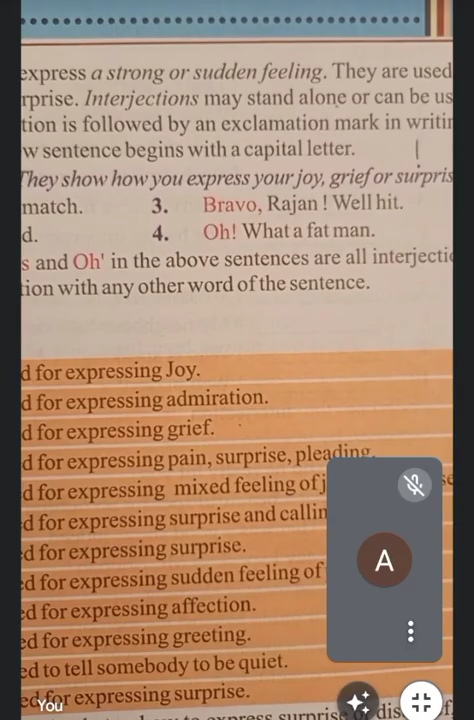 express a strong or sudden feeling. They are used
rprise. Interjections may stand alone or can be us
tion is followed by an exclamation mark in writin
w sentence begins with a capital letter.
They show how you express your joy, grief or surpris
match. 3. Bravo, Rajan ! Well hit.
d. 4. Oh! What a fat man.
s and Oh' in the above sentences are all interjecti
ion with any other word of the sentence.
d for expressing Joy.
d for expressing admiration.
d for expressing grief.
d for expressing pain, surprise, pleading.
d for expressing mixed feeling of j
d for expressing surprise and callin
d for expressing surprise.
ed for expressing sudden feeling of
ed for expressing affection.
ed for expressing greeting.
ed to tell somebody to be quiet.
ed for expressing surprise.
to express surprise
A
You